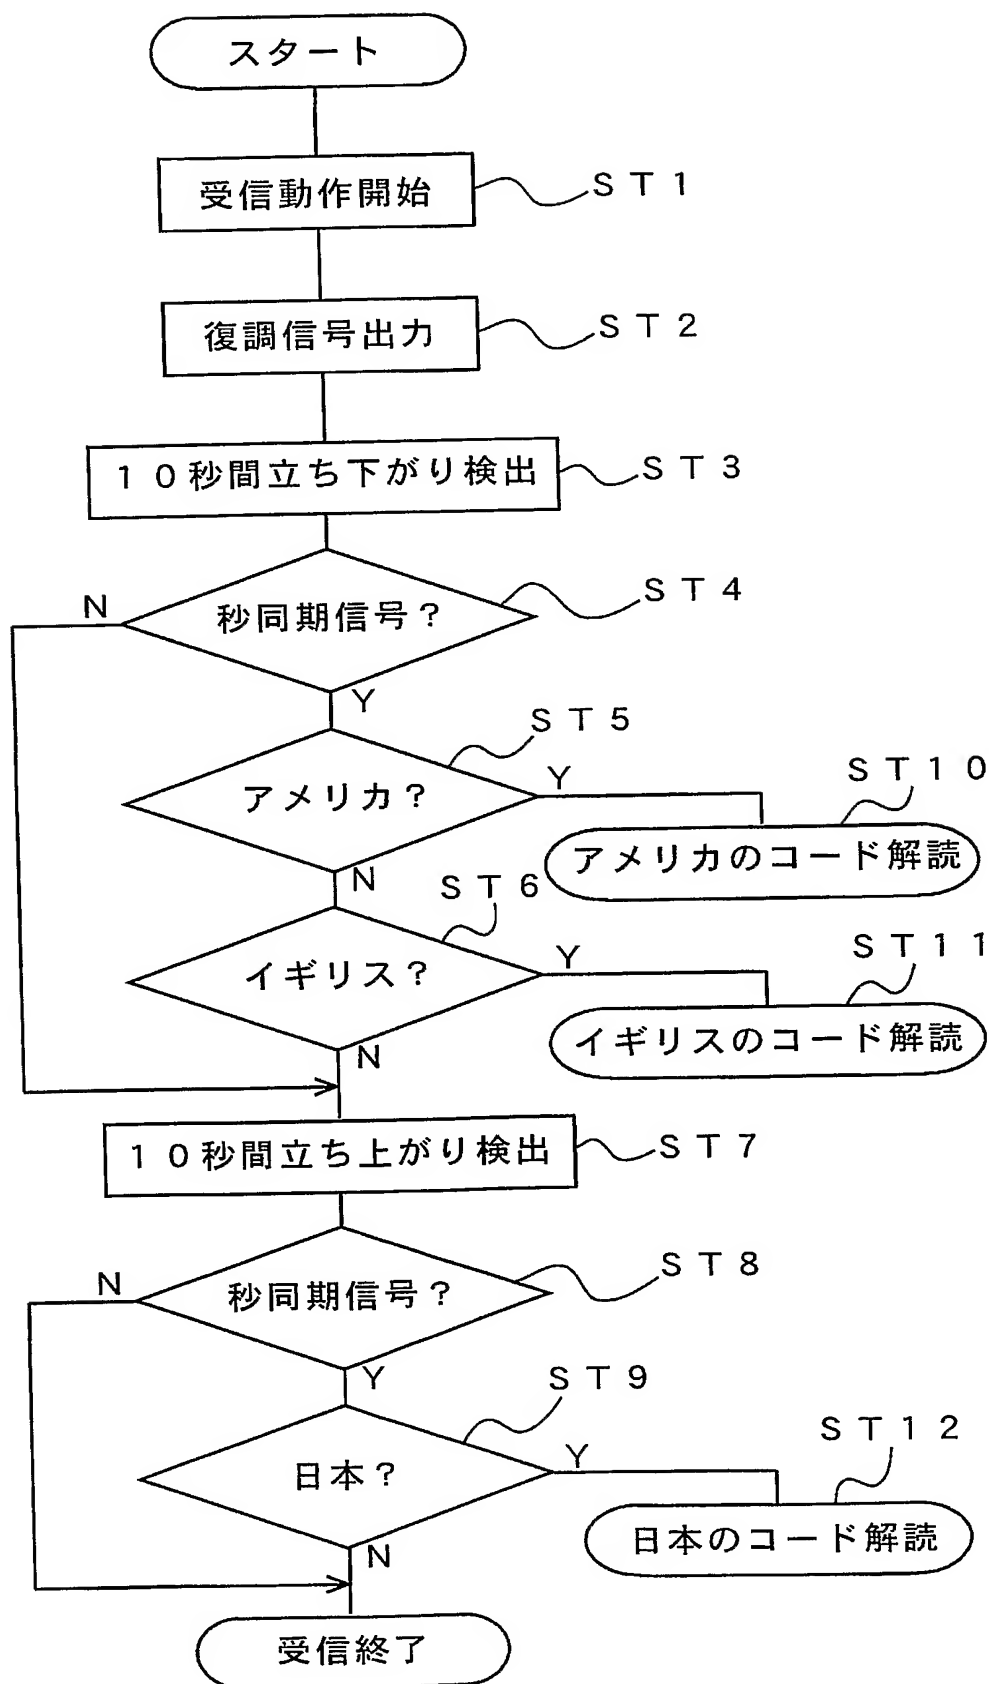 スタート
受信動作開始
ST1
復調信号出力
ST2
10秒間立ち下がり検出
ST3
秒同期信号?
ST4
N
Y
アメリカ?
ST5
Y
ST10
アメリカのコード解読
N
イギリス?
ST6
Y
ST11
イギリスのコード解読
N
10秒間立ち上がり検出
ST7
秒同期信号?
ST8
N
Y
日本?
ST9
Y
ST12
日本のコード解読
N
受信終了